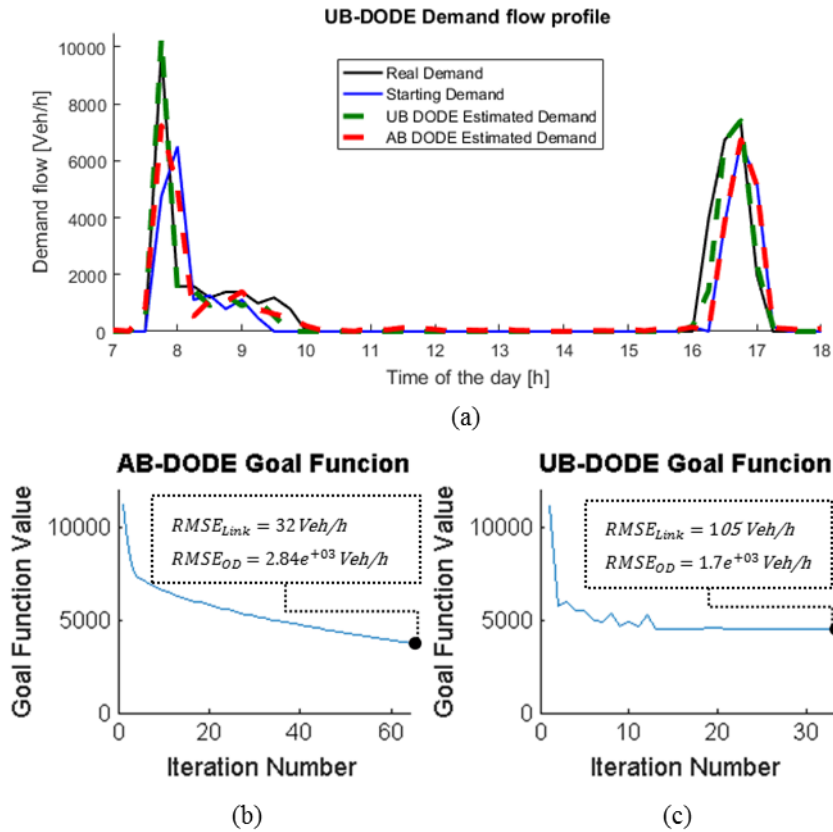 UB-DODE Demand flow profile
Demand flow [Veh/h]
10000
8000
6000
4000
2000
0
Real Demand
Starting Demand
UB DODE Estimated Demand
AB DODE Estimated Demand
7 8 9 10 11 12 13 14 15 16 17 18
Time of the day [h]
(a)
AB-DODE Goal Funcion
Goal Function Value
10000
5000
0
RMSE_Link = 32 Veh/h
RMSE_OD = 2.84e^+03 Veh/h
0 20 40 60
Iteration Number
(b)
UB-DODE Goal Funcion
Goal Function Value
10000
5000
0
RMSE_Link = 105 Veh/h
RMSE_OD = 1.7e^+03 Veh/h
0 10 20 30
Iteration Number
(c)